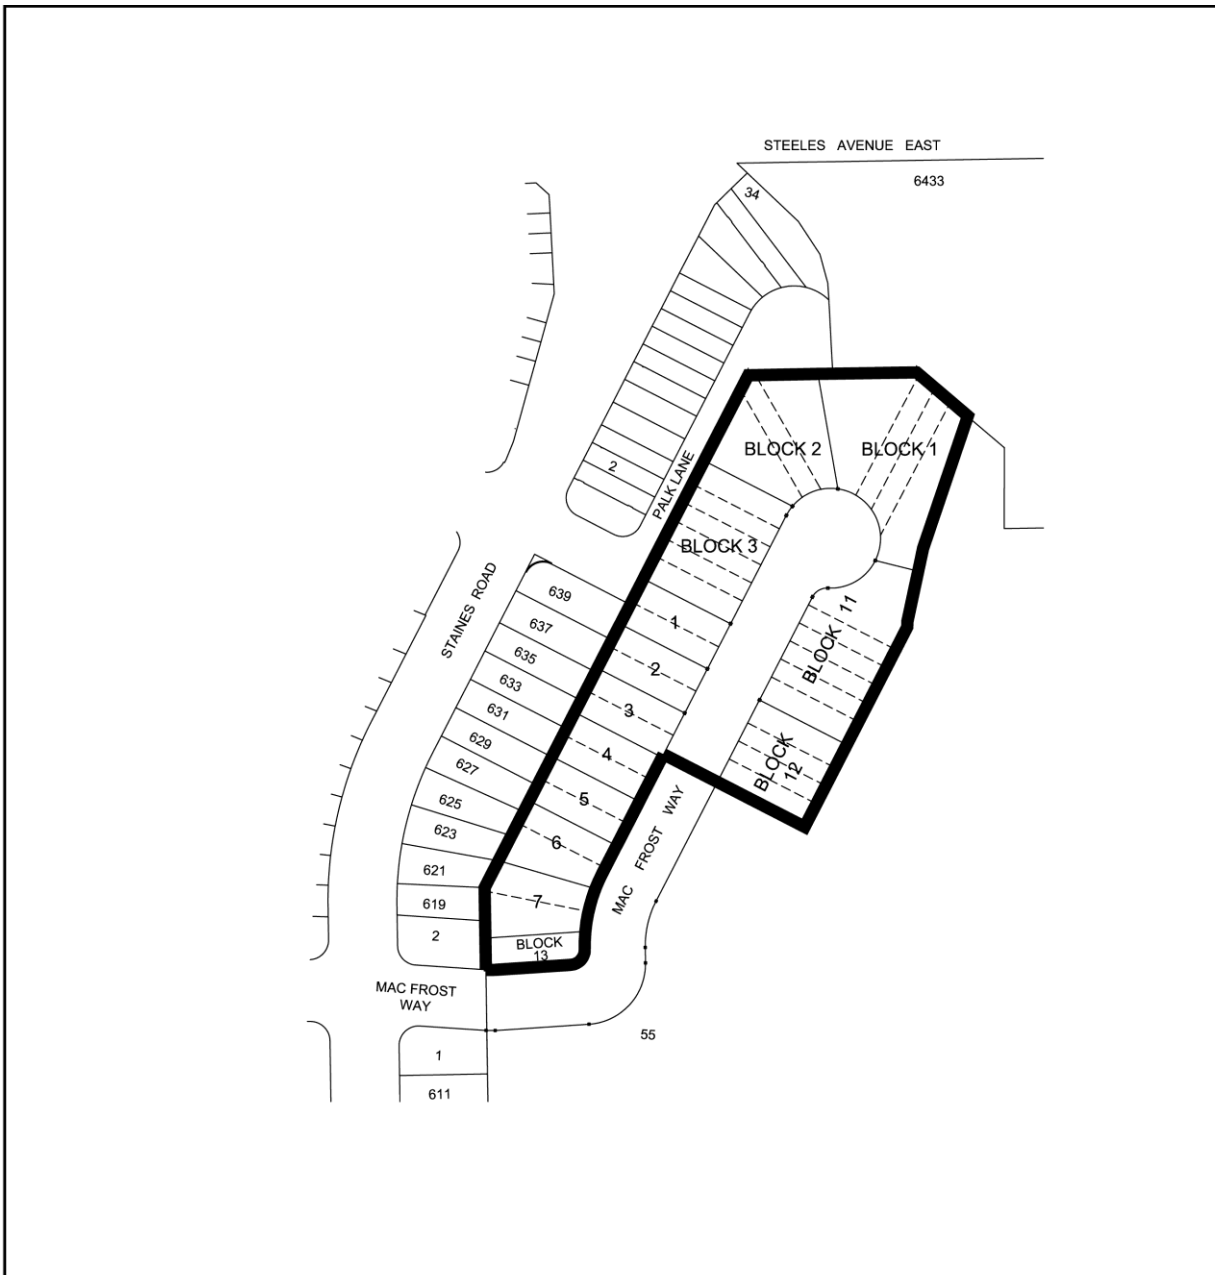 STEELES AVENUE EAST
6433
34
BLOCK 2
BLOCK 1
2
PALK LANE
BLOCK 3
STAINES ROAD
639
637
635
633
631
629
627
625
623
621
619
2
1
2
3
4
5
6
7
BLOCK
13
BLOCK 11
BLOCK
12
MAC FROST WAY
MAC FROST
WAY
55
1
611